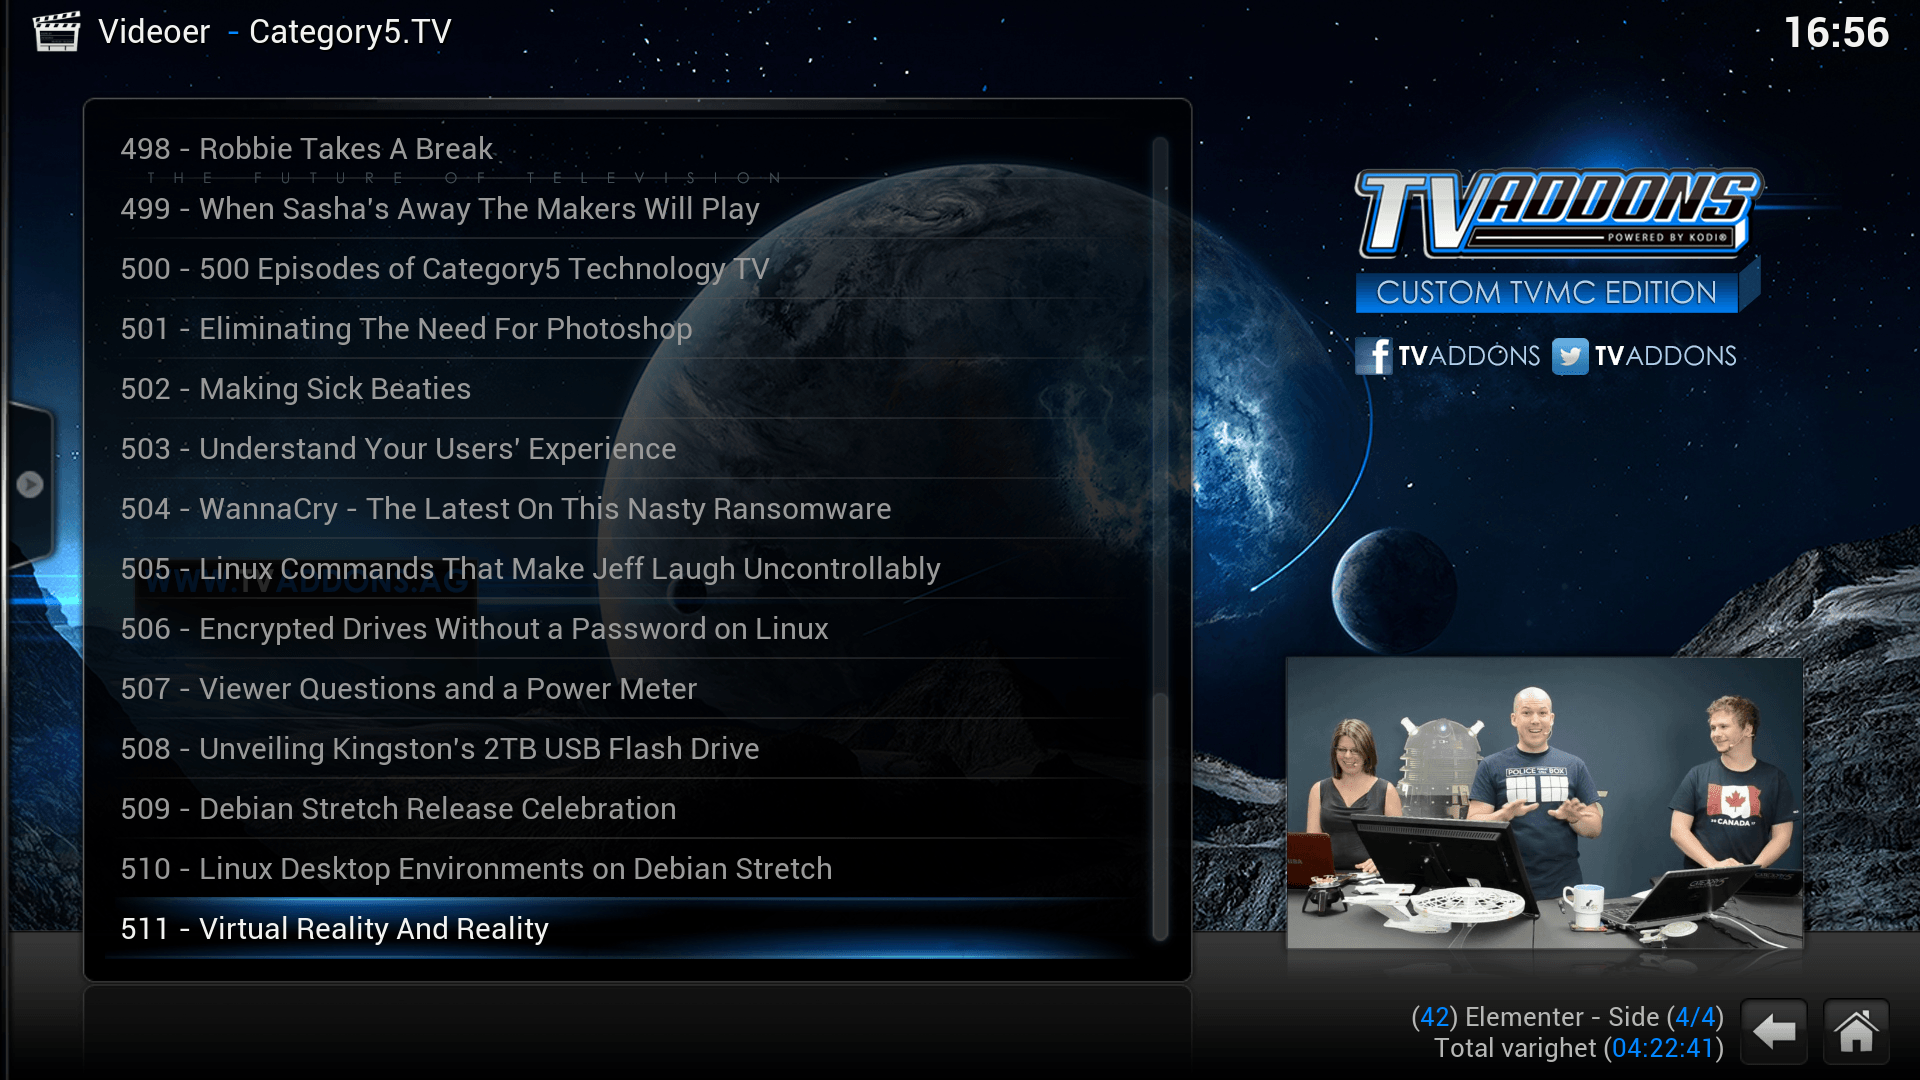 Videoer - Category5.TV
16:56
498 - Robbie Takes A Break
THE FUTURE OF TELEVISION
499 - When Sasha's Away The Makers Will Play
500 - 500 Episodes of Category5 Technology TV
501 - Eliminating The Need For Photoshop
502 - Making Sick Beaties
503 - Understand Your Users' Experience
504 - WannaCry - The Latest On This Nasty Ransomware
505 - Linux Commands That Make Jeff Laugh Uncontrollably
WWW.TVADDONS.AG
506 - Encrypted Drives Without a Password on Linux
507 - Viewer Questions and a Power Meter
508 - Unveiling Kingston's 2TB USB Flash Drive
509 - Debian Stretch Release Celebration
510 - Linux Desktop Environments on Debian Stretch
511 - Virtual Reality And Reality
TVADDONS
POWERED BY KODI®
CUSTOM TVMC EDITION
f TVADDONS TVADDONS
POLICE BOX
CANADA
(42) Elementer - Side (4/4)
Total varighet (04:22:41)